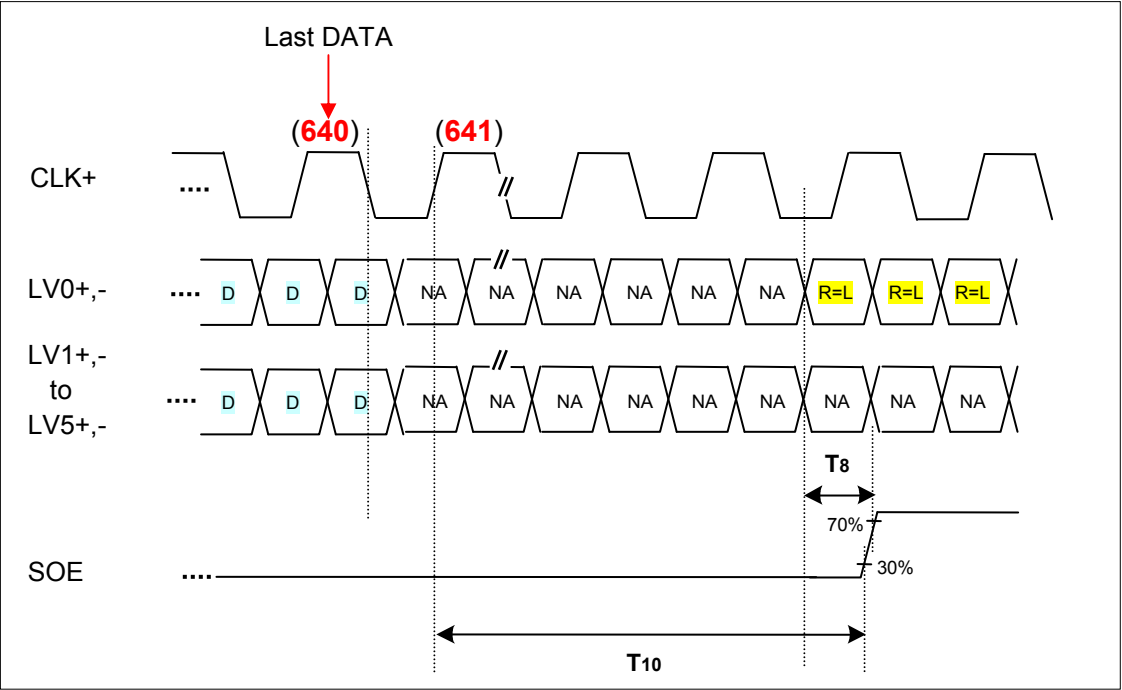 Last DATA
(640) (641)
CLK+ ....
//
//
LV0+,- .... D D D NA NA NA NA NA NA R=L R=L R=L
LV1+,-
to
LV5+,-
//
.... D D D NA NA NA NA NA NA NA NA NA
T8
70%
30%
SOE ....
T10